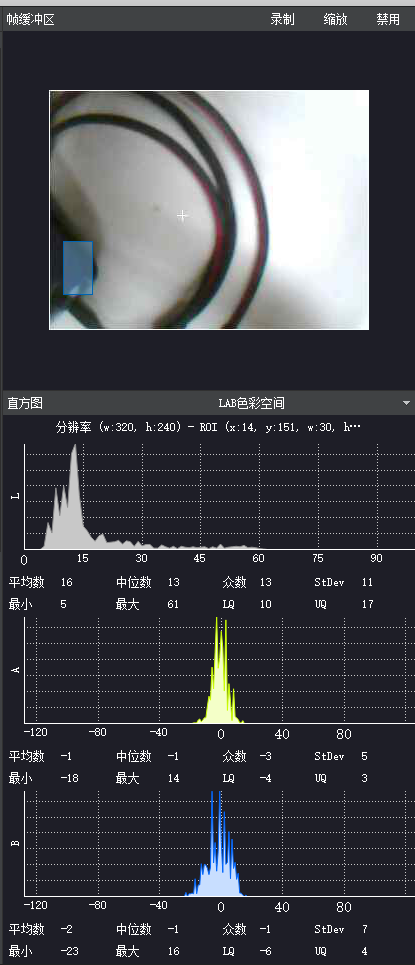 帧缓冲区 录制 缩放 禁用
直方图 LAB色彩空间
分辨率 (w:320, h:240) - ROI (x:14, y:151, w:30, h⋯
L
0 15 30 45 60 75 90
平均数 16 中位数 13 众数 13 StDev 11
最小 5 最大 61 LQ 10 UQ 17
A
-120 -80 -40 0 40 80
平均数 -1 中位数 -1 众数 -3 StDev 5
最小 -18 最大 14 LQ -4 UQ 3
B
-120 -80 -40 0 40 80
平均数 -2 中位数 -1 众数 -1 StDev 7
最小 -23 最大 16 LQ -6 UQ 4